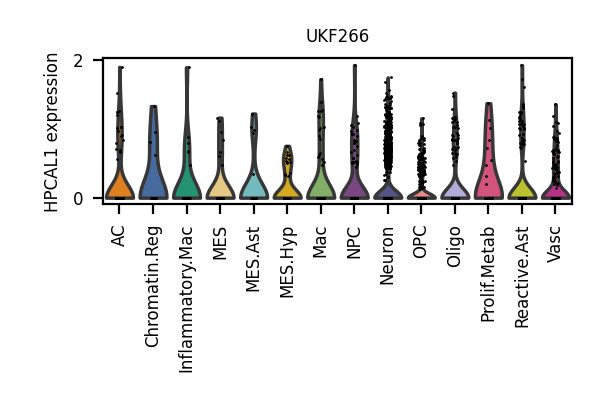 UKF266
HPCAL1 expression
2
0
AC
Chromatin.Reg
Inflammatory.Mac
MES
MES.Ast
MES.Hyp
Mac
NPC
Neuron
OPC
Oligo
Prolif.Metab
Reactive.Ast
Vasc